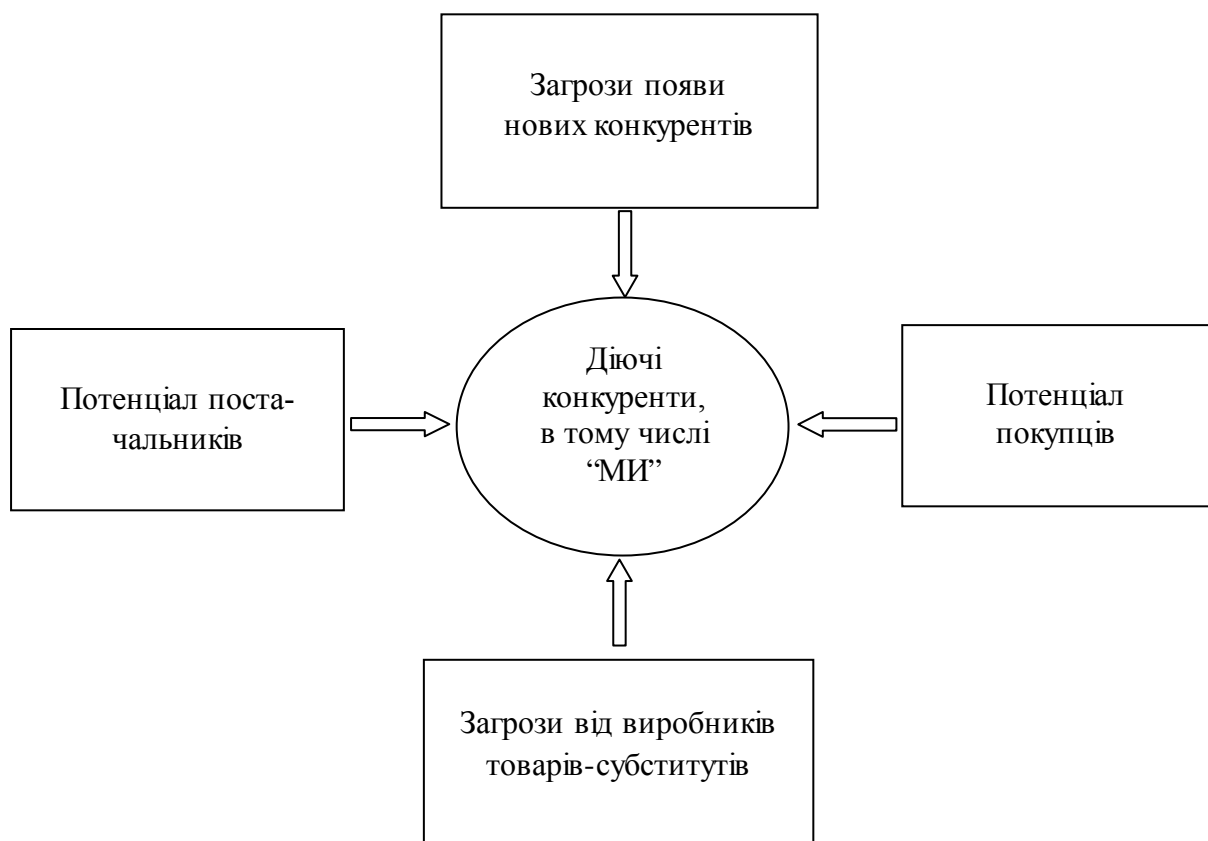 Загрози появи
нових конкурентів
Потенціал поста-
чальників
Діючі
конкуренти,
в тому числі
“МИ”
Потенціал
покупців
Загрози від виробників
товарів-субститутів